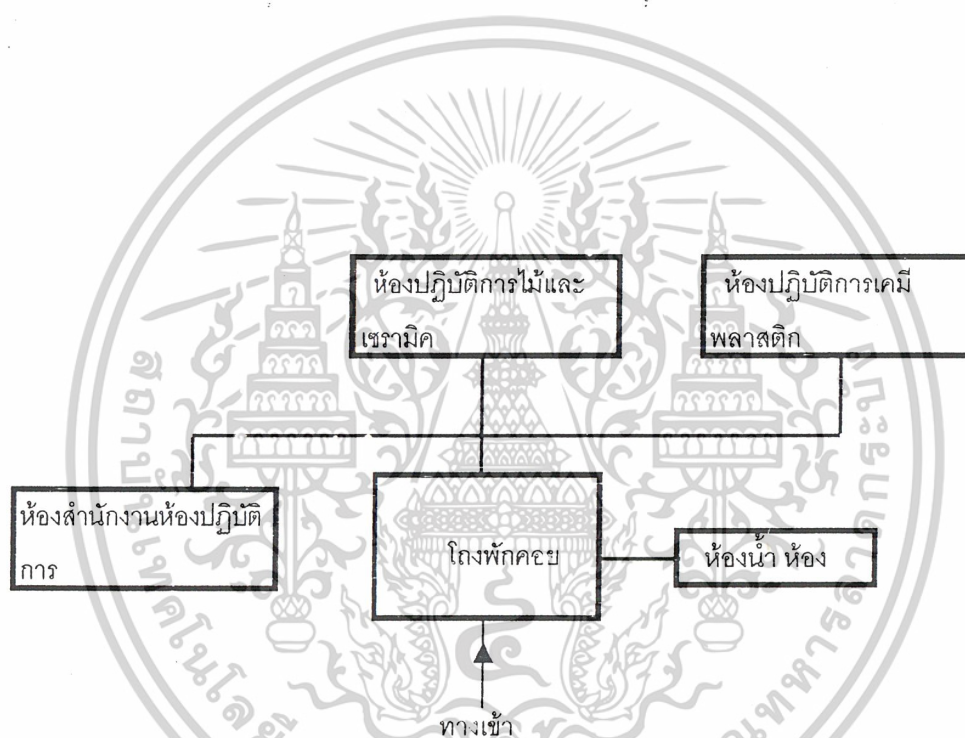 ห้องปฏิบัติการไม้และ
เซรามิค
ห้องปฏิบัติการเคมี
พลาสติก
ห้องสำนักงานห้องปฏิบัติ
การ
โถงพักคอย
ห้องน้ำ ห้อง
ทางเข้า